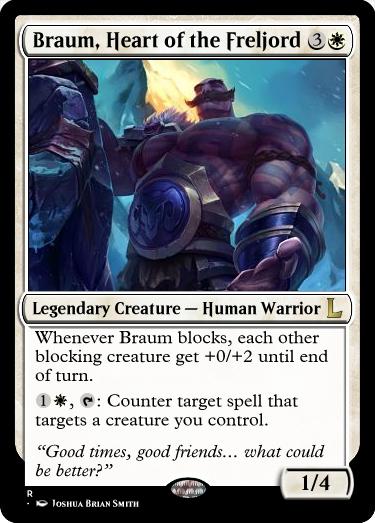 Braum, Heart of the Freljord 3
Legendary Creature — Human Warrior L
Whenever Braum blocks, each other
blocking creature get +0/+2 until end
of turn.
1 , : Counter target spell that
targets a creature you control.
“Good times, good friends… what could
be better?”
1/4
R
Joshua Brian Smith